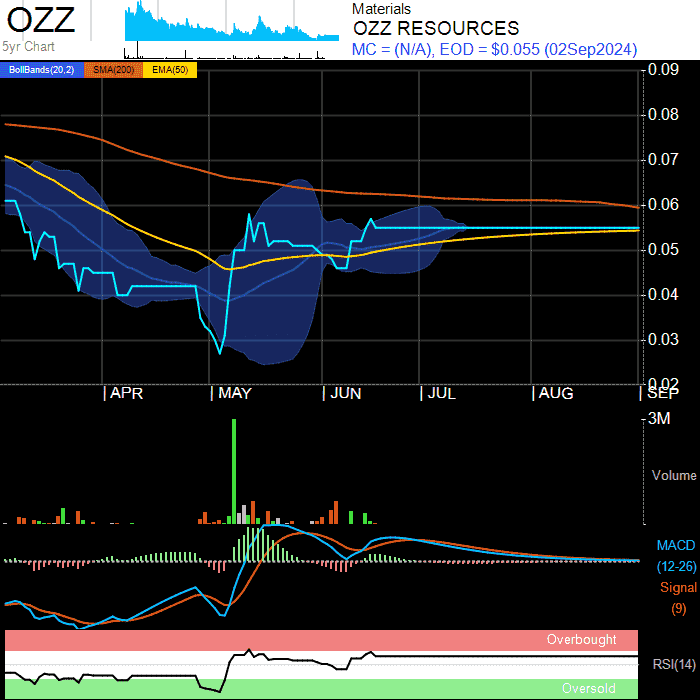 OZZ
5yr Chart
Materials
OZZ RESOURCES
MC = (N/A), EOD = $0.055 (02Sep2024)
BollBands(20,2) SMA(200) EMA(50)
0.09
0.08
0.07
0.06
0.05
0.04
0.03
0.02
APR MAY JUN JUL AUG SEP
3M
Volume
MACD
(12-26)
Signal
(9)
Overbought
RSI(14)
Oversold